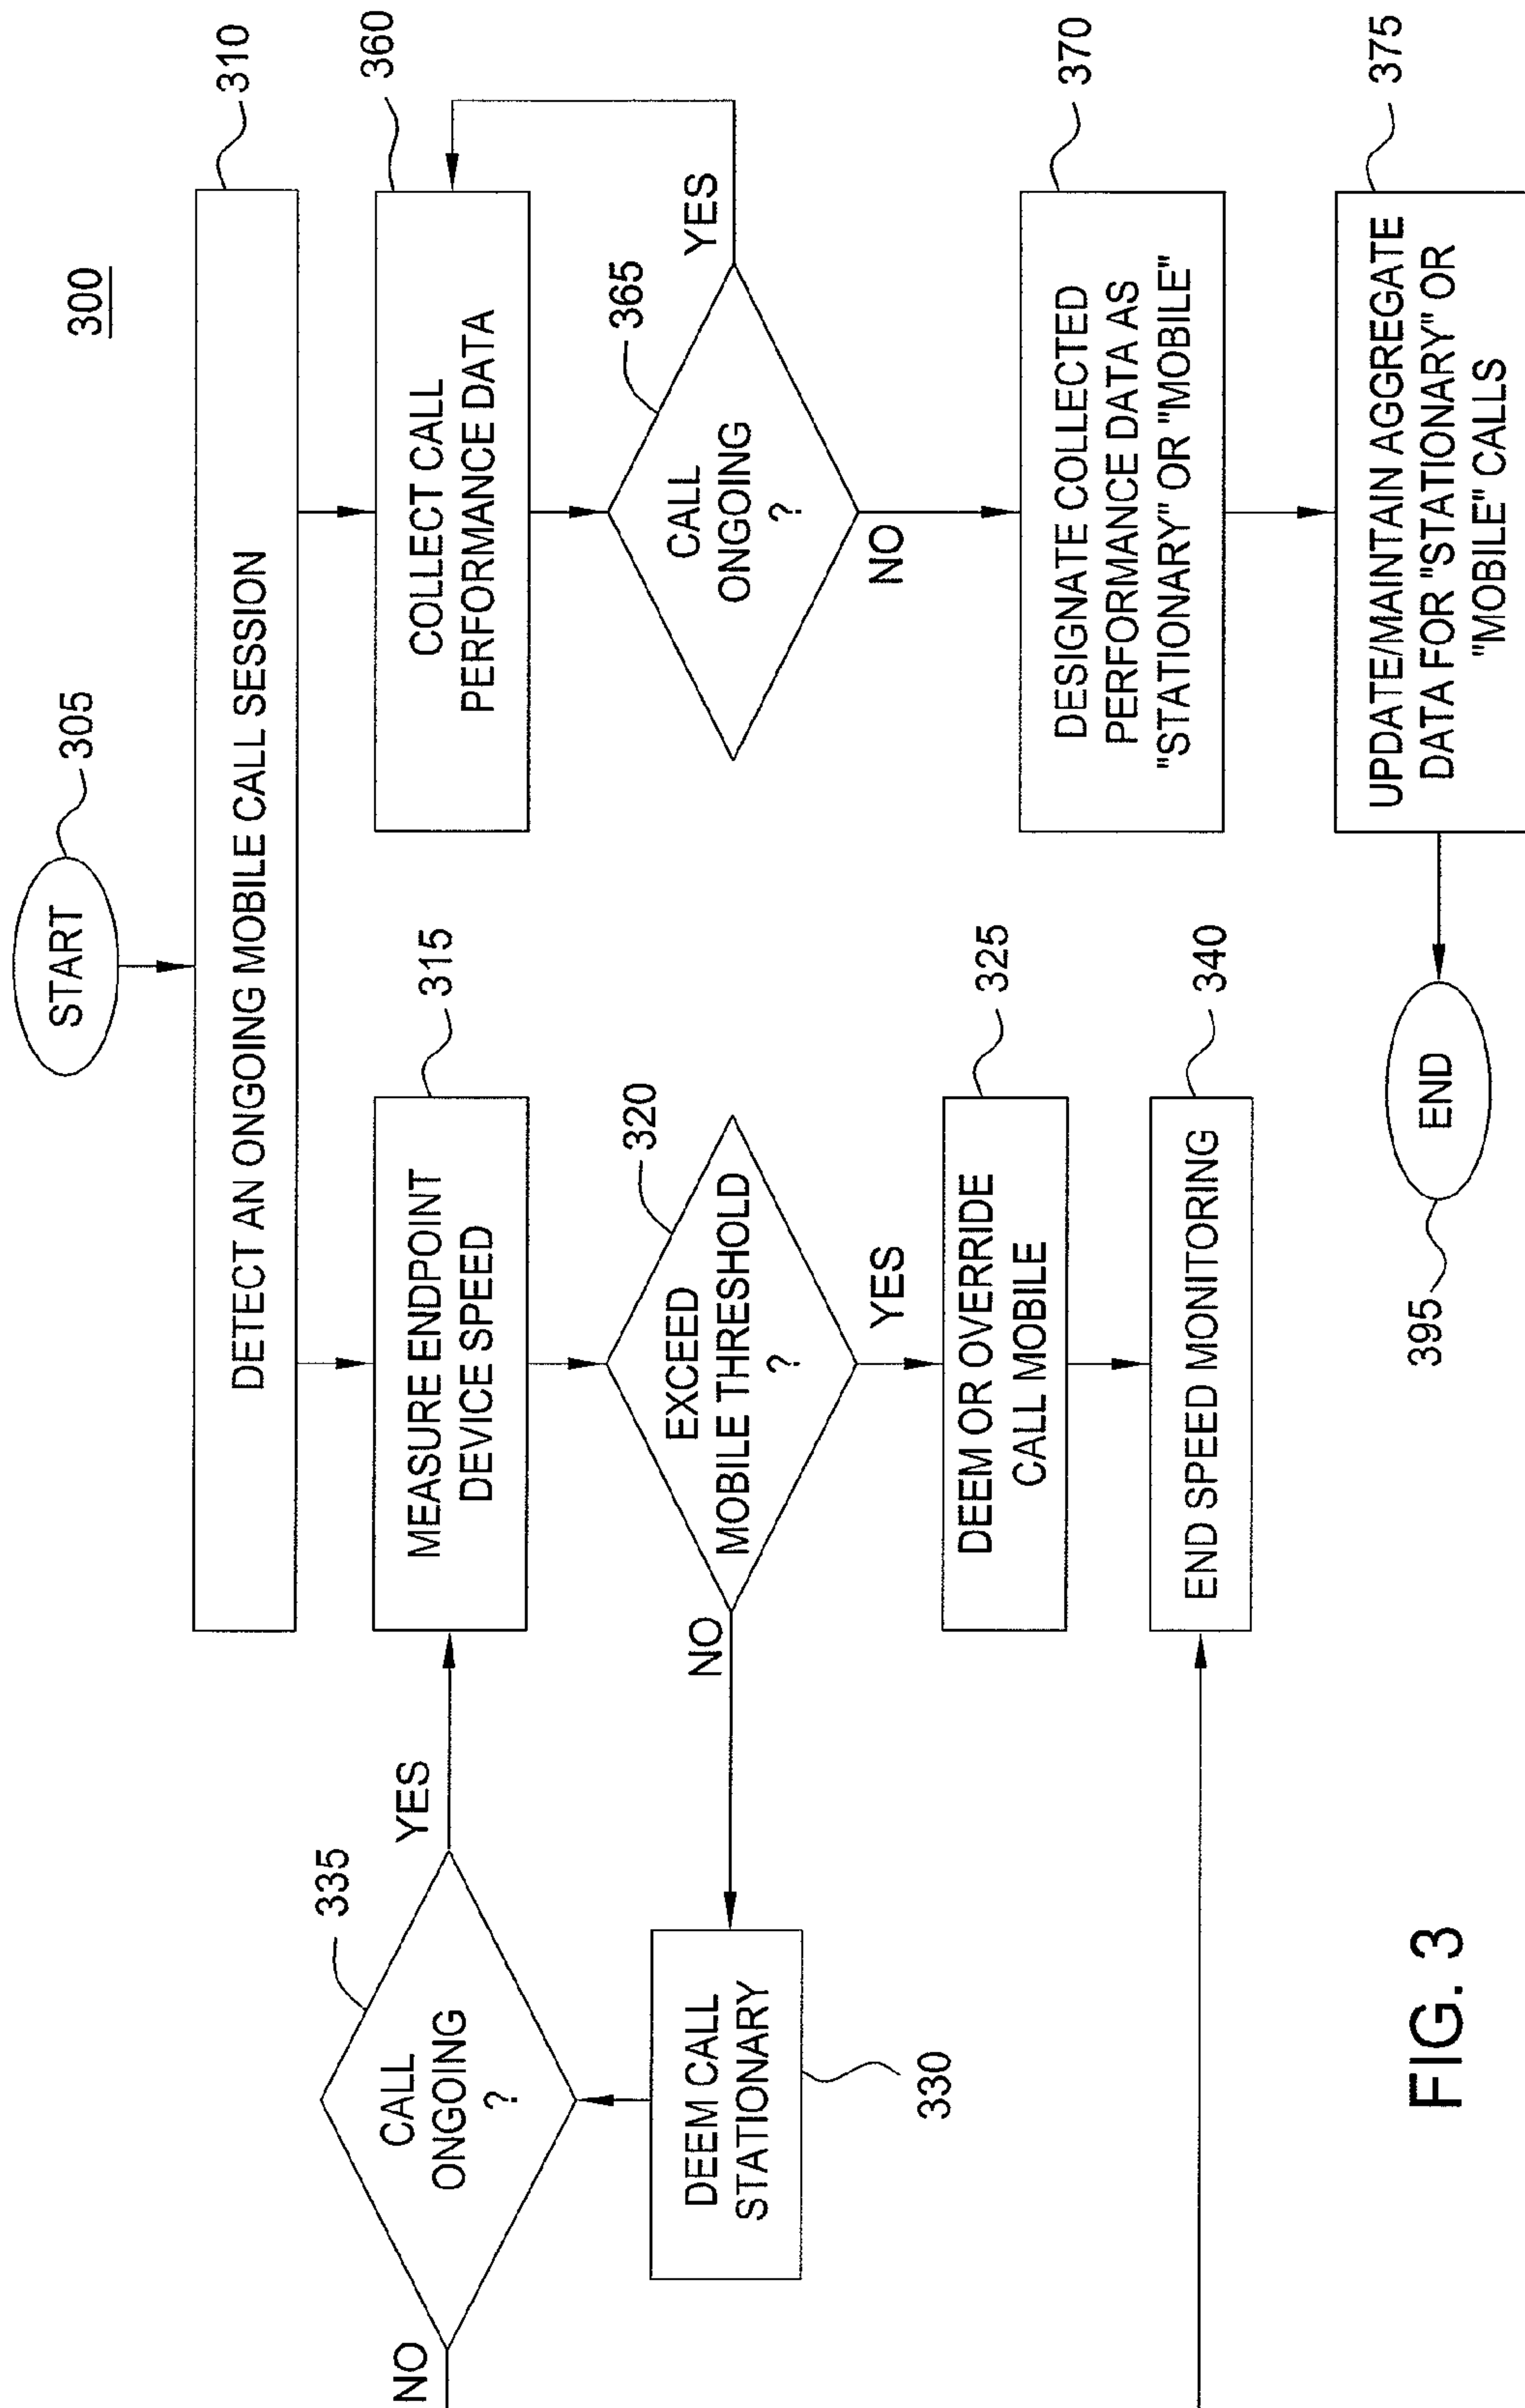 300
START
305
DETECT AN ONGOING MOBILE CALL SESSION
310
NO
CALL
ONGOING
?
335
YES
MEASURE ENDPOINT
DEVICE SPEED
315
COLLECT CALL
PERFORMANCE DATA
360
DEEM CALL
STATIONARY
330
NO
EXCEED
MOBILE THRESHOLD
?
320
YES
CALL
ONGOING
?
365
YES
NO
DEEM OR OVERRIDE
CALL MOBILE
325
DESIGNATE COLLECTED
PERFORMANCE DATA AS
"STATIONARY" OR "MOBILE"
370
END SPEED MONITORING
340
UPDATE/MAINTAIN AGGREGATE
DATA FOR "STATIONARY" OR
"MOBILE" CALLS
375
395
END
FIG. 3